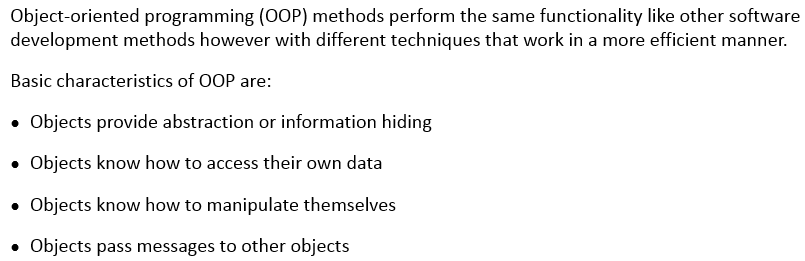 Object-oriented programming (OOP) methods perform the same functionality like other software
development methods however with different techniques that work in a more efficient manner.
Basic characteristics of OOP are:
• Objects provide abstraction or information hiding
• Objects know how to access their own data
• Objects know how to manipulate themselves
• Objects pass messages to other objects